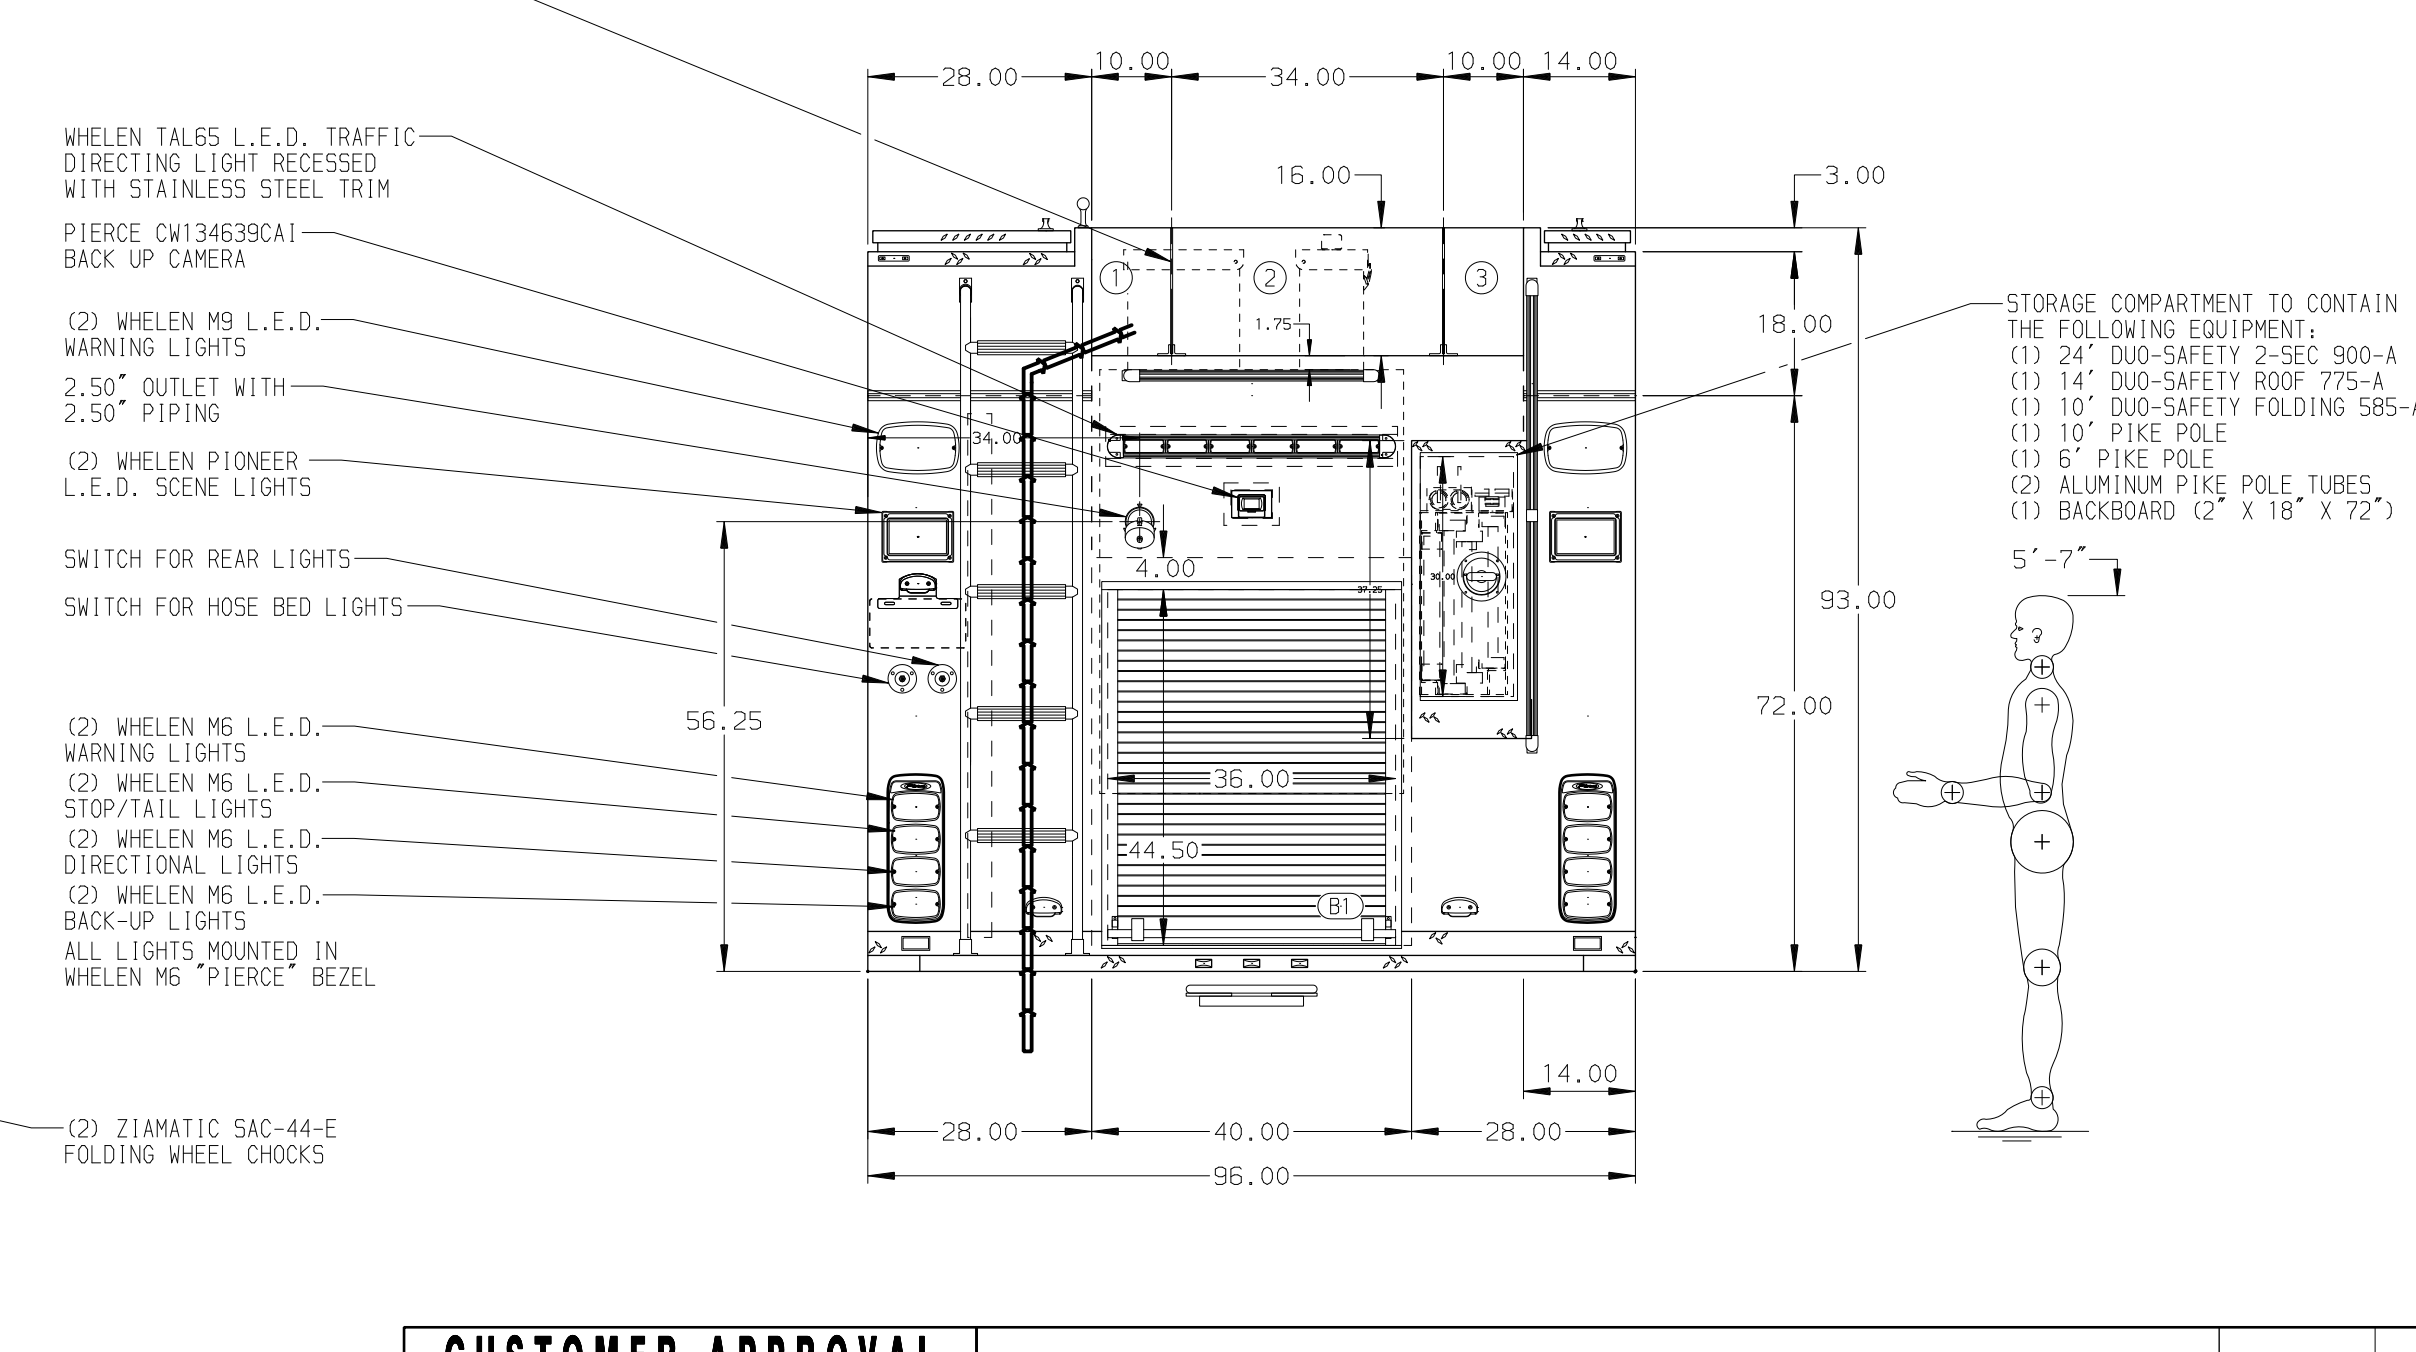 WHELEN TAL65 L.E.D. TRAFFIC
DIRECTING LIGHT RECESSED
WITH STAINLESS STEEL TRIM
PIERCE CW134639CAI
BACK UP CAMERA
(2) WHELEN M9 L.E.D.
WARNING LIGHTS
2.50" OUTLET WITH
2.50" PIPING
(2) WHELEN PIONEER
L.E.D. SCENE LIGHTS
SWITCH FOR REAR LIGHTS
SWITCH FOR HOSE BED LIGHTS
(2) WHELEN M6 L.E.D.
WARNING LIGHTS
(2) WHELEN M6 L.E.D.
STOP/TAIL LIGHTS
(2) WHELEN M6 L.E.D.
DIRECTIONAL LIGHTS
(2) WHELEN M6 L.E.D.
BACK-UP LIGHTS
ALL LIGHTS MOUNTED IN
WHELEN M6 "PIERCE" BEZEL
(2) ZIAMATIC SAC-44-E
FOLDING WHEEL CHOCKS
28.00
10.00
34.00
10.00
14.00
16.00
3.00
1
2
3
1.75
18.00
34.00
4.00
37.25
30.00
93.00
56.25
72.00
36.00
44.50
B1
14.00
28.00
40.00
28.00
96.00
STORAGE COMPARTMENT TO CONTAIN
THE FOLLOWING EQUIPMENT:
(1) 24' DUO-SAFETY 2-SEC 900-A
(1) 14' DUO-SAFETY ROOF 775-A
(1) 10' DUO-SAFETY FOLDING 585-A
(1) 10' PIKE POLE
(1) 6' PIKE POLE
(2) ALUMINUM PIKE POLE TUBES
(1) BACKBOARD (2" X 18" X 72")
5'-7"
CUSTOMER APPROVAL